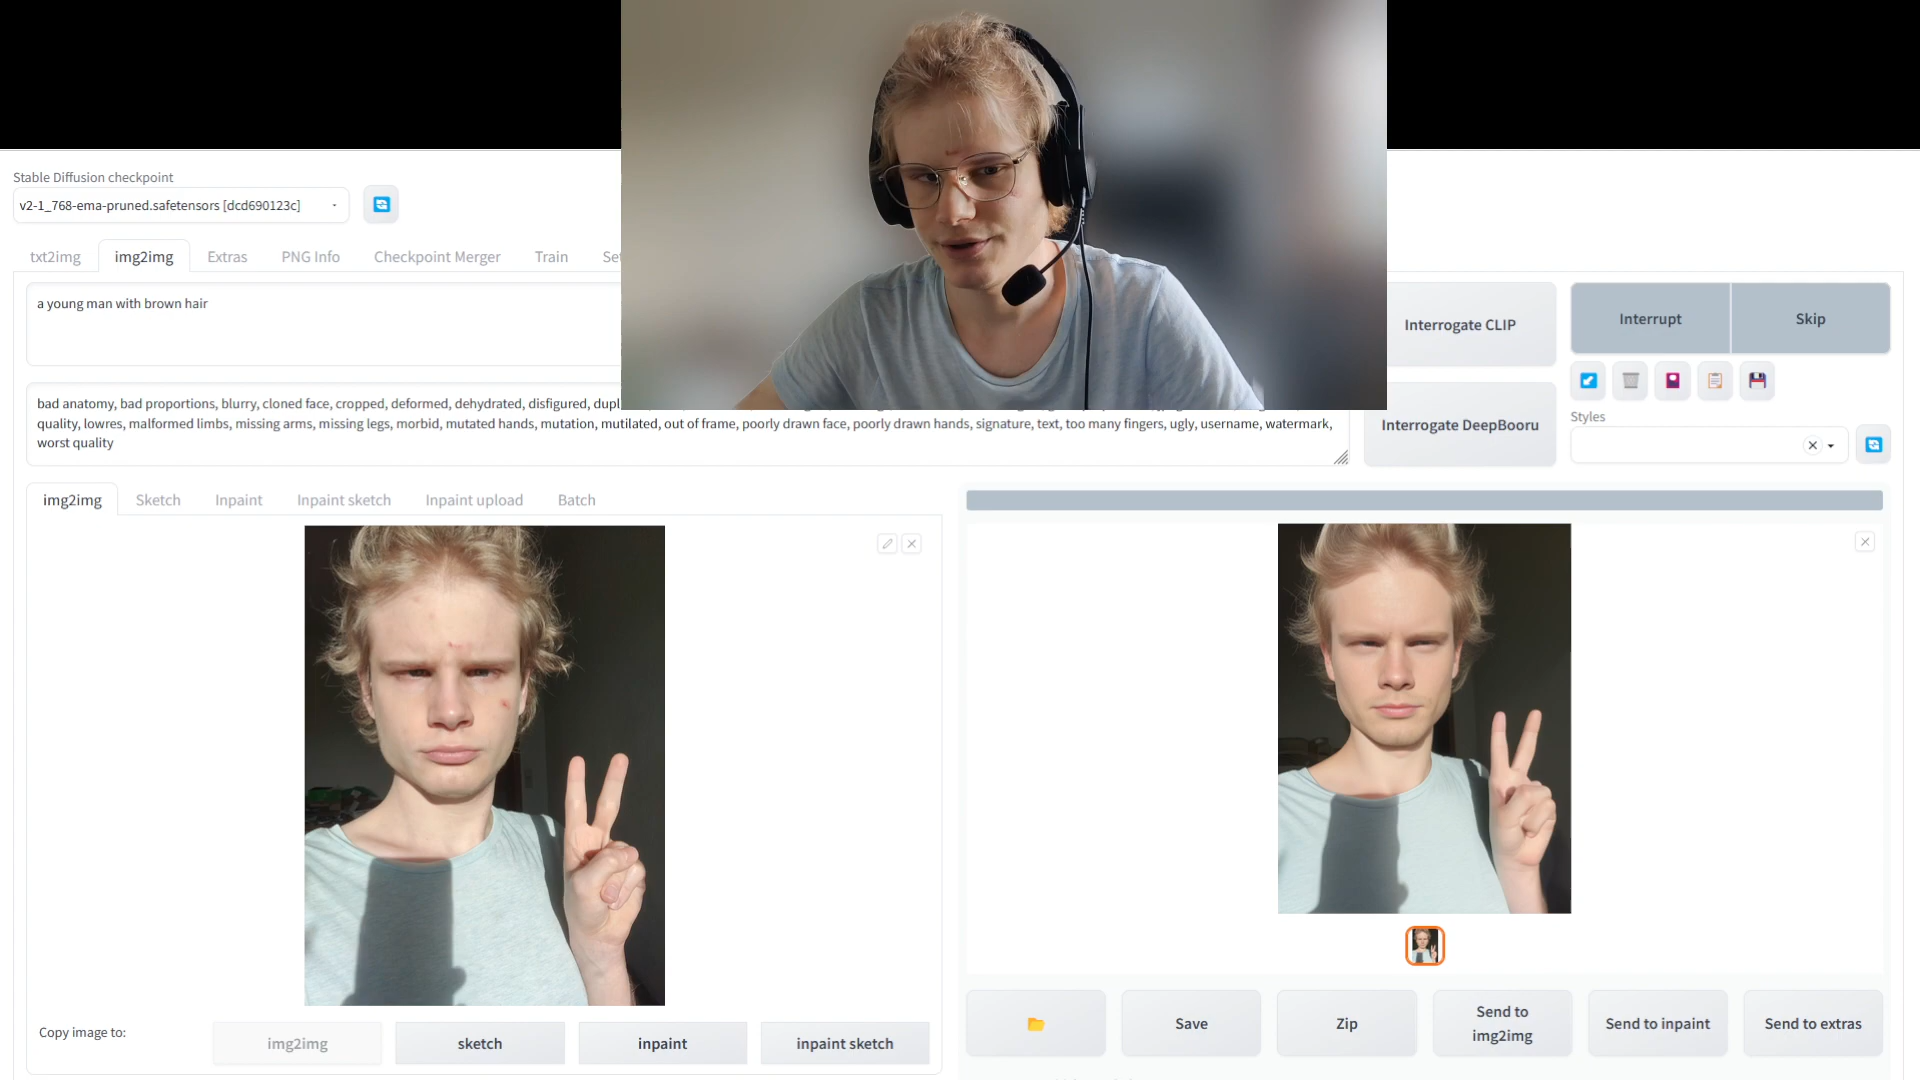 Stable Diffusion checkpoint
v2-1_768-ema-pruned.safetensors [dcd690123c]
txt2img img2img Extras PNG Info Checkpoint Merger Train
a young man with brown hair
Interrogate CLIP
Interrupt Skip
bad anatomy, bad proportions, blurry, cloned face, cropped, deformed, dehydrated, disfigured,
quality, lowres, malformed limbs, missing arms, missing legs, morbid, mutated hands, mutation, mutilated, out of frame, poorly drawn face, poorly drawn hands, signature, text, too many fingers, ugly, username, watermark,
worst quality
Interrogate DeepBooru
Styles
img2img Sketch Inpaint Inpaint sketch Inpaint upload Batch
Copy image to:
img2img sketch inpaint inpaint sketch
Save Zip Send to img2img Send to inpaint Send to extras